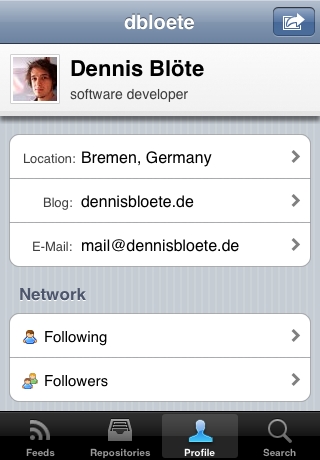 dbloete
Dennis Blöte
software developer
Location: Bremen, Germany
Blog: dennisbloete.de
E-Mail: mail@dennisbloete.de
Network
Following
Followers
Feeds Repositories Profile Search